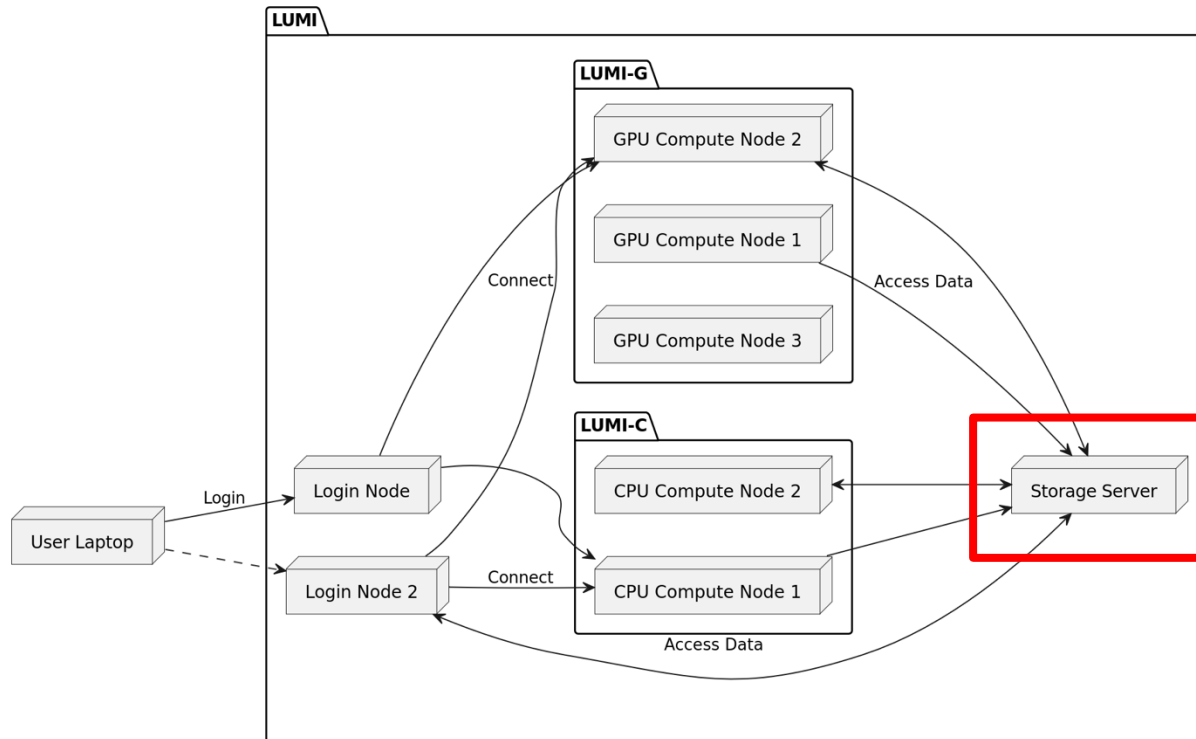 LUMI
LUMI-G
GPU Compute Node 2
GPU Compute Node 1
Connect
Access Data
GPU Compute Node 3
LUMI-C
Login Node
CPU Compute Node 2
Storage Server
Login
User Laptop
Login Node 2
Connect
CPU Compute Node 1
Access Data